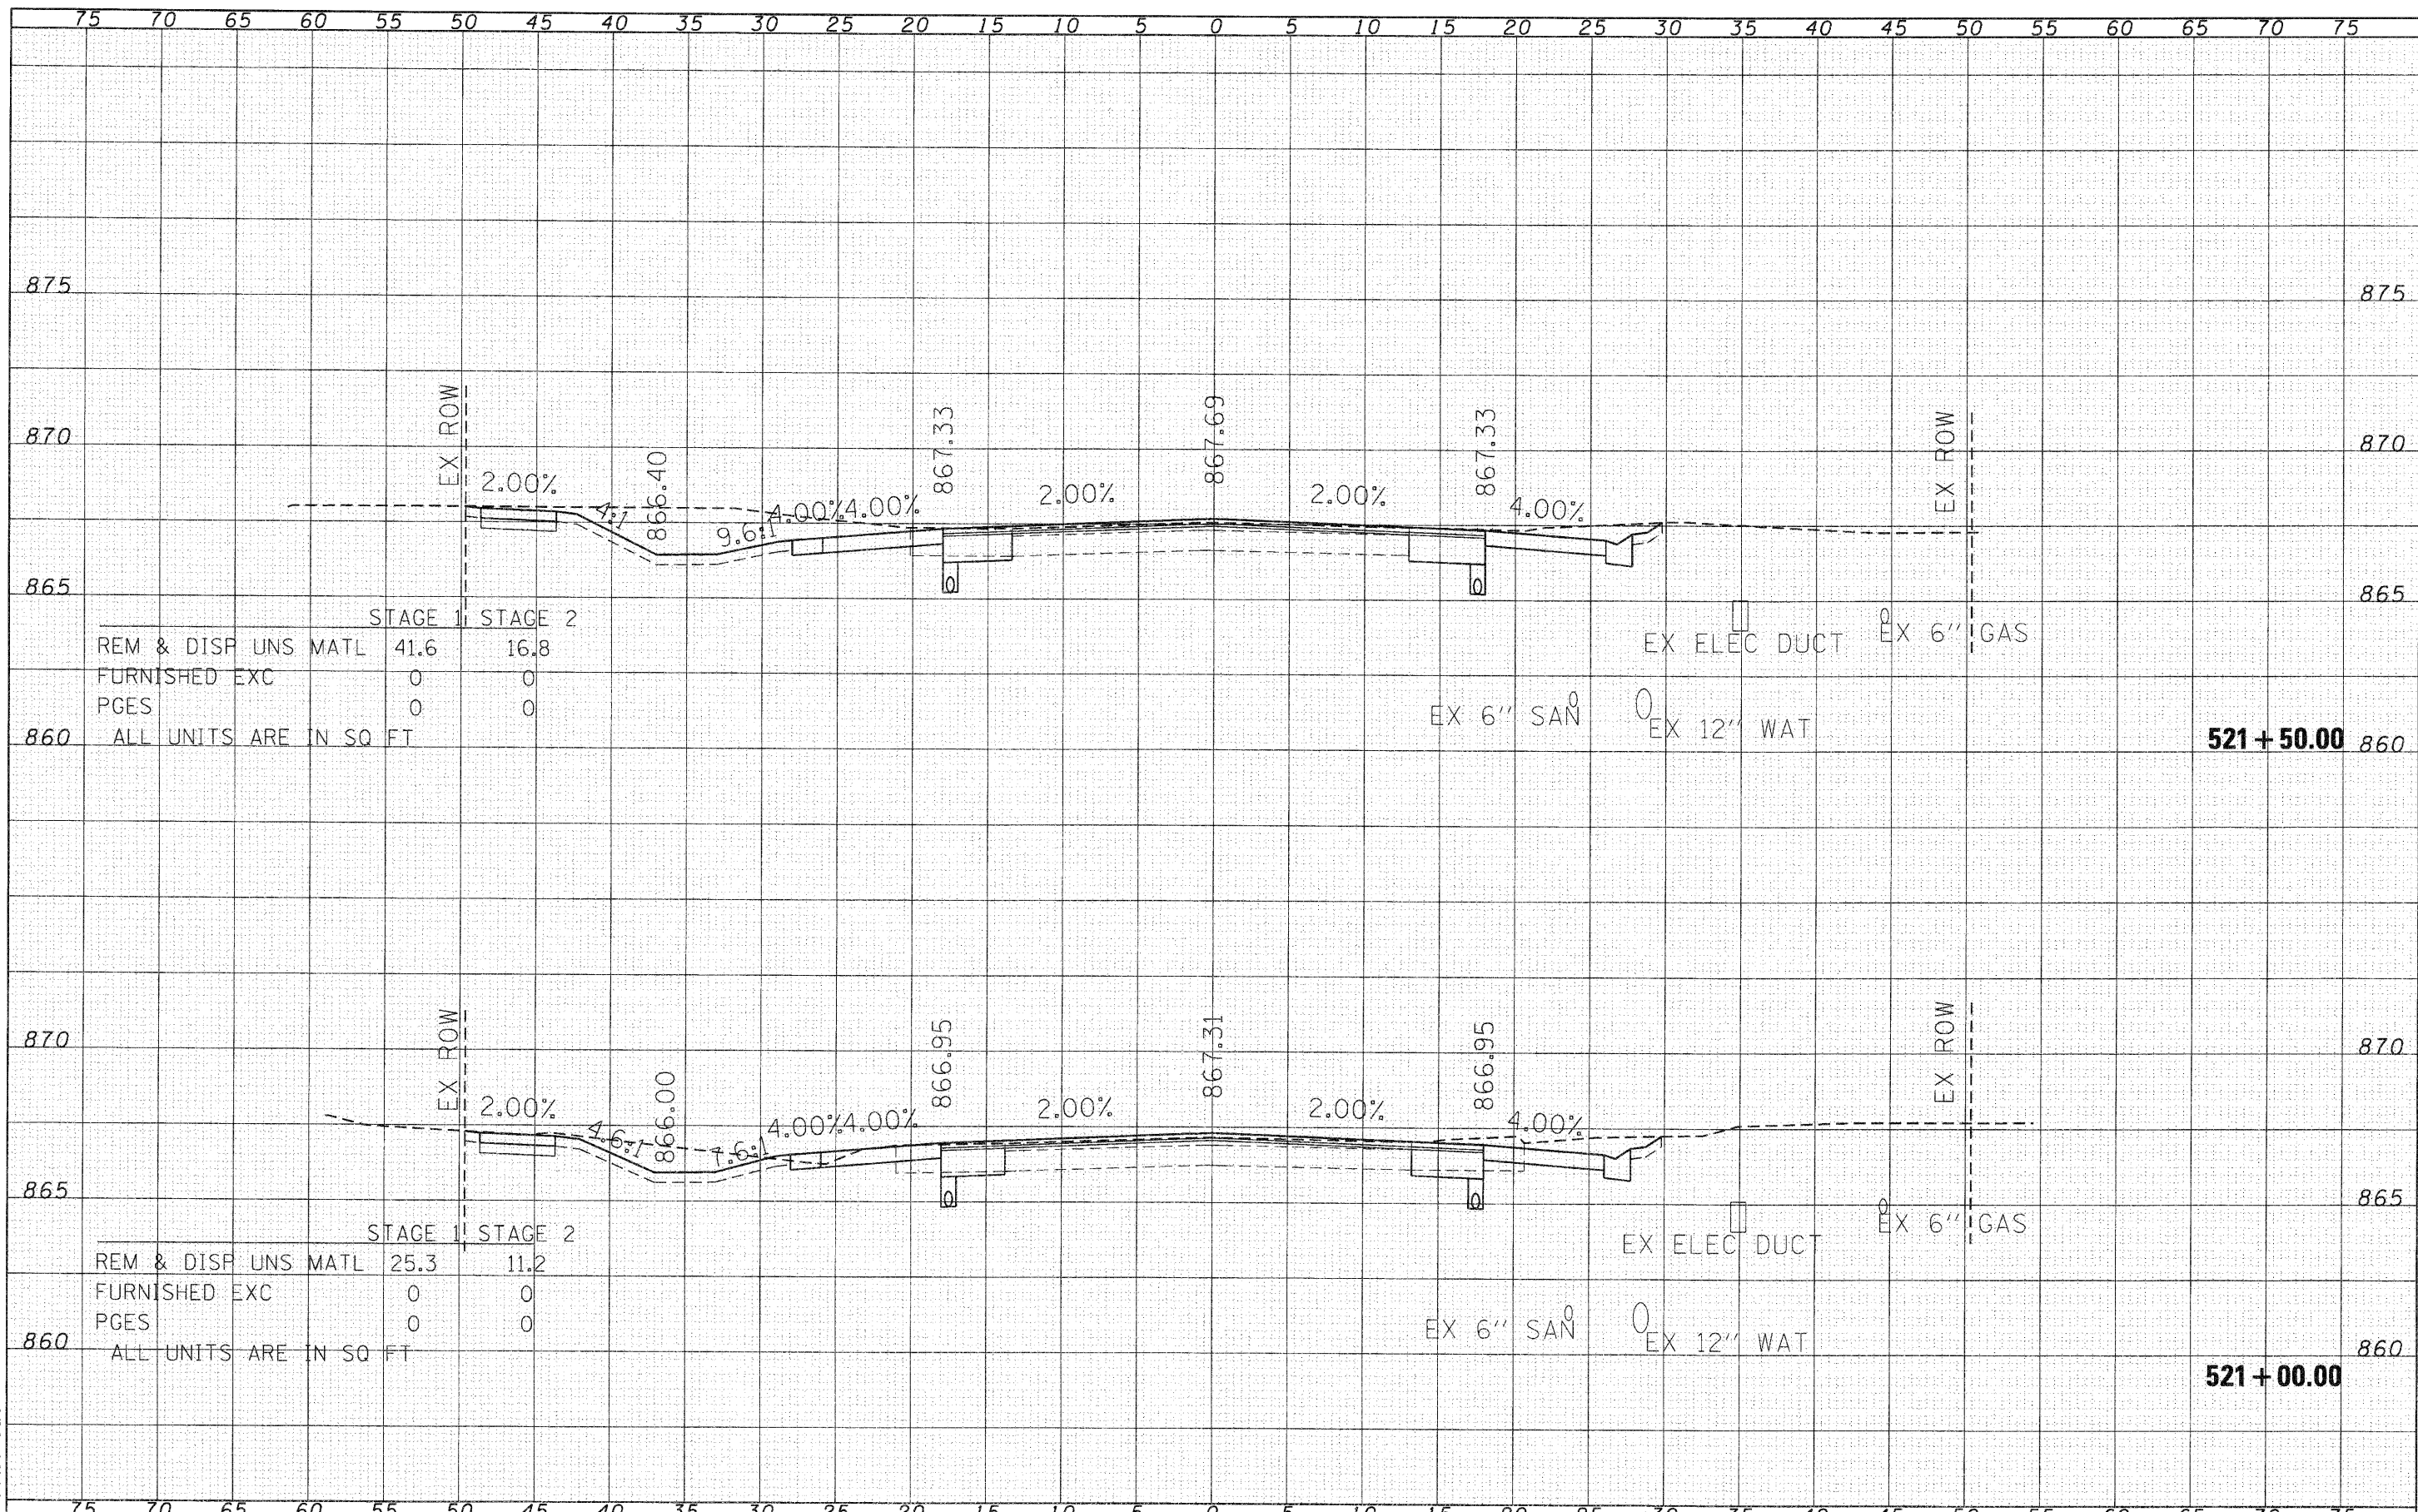 75 70 65 60 55 50 45 40 35 30 25 20 15 10 5 0 5 10 15 20 25 30 35 40 45 50 55 60 65 70 75
875 875
EX ROW 2.00% 4:1 866.40 9.6:1 4.00% 4.00% 867.33 2.00% 867.69 2.00% 867.33 4.00% EX ROW
870 870
865 865
STAGE 1 STAGE 2
REM & DISP UNS MATL 41.6 16.8
FURNISHED EXC 0 0
PGES 0 0
ALL UNITS ARE IN SQ FT
EX ELEC DUCT EX 6" GAS
EX 6" SAN EX 12" WAT
860 521+50.00 860
EX ROW 2.00% 4.6:1 866.00 7.6:1 4.00% 4.00% 866.95 2.00% 867.31 2.00% 866.95 4.00% EX ROW
870 870
865 865
STAGE 1 STAGE 2
REM & DISP UNS MATL 25.3 11.2
FURNISHED EXC 0 0
PGES 0 0
ALL UNITS ARE IN SQ FT
EX ELEC DUCT EX 6" GAS
EX 6" SAN EX 12" WAT
860 860
521+00.00
75 70 65 60 55 50 45 40 35 30 25 20 15 10 5 0 5 10 15 20 25 30 35 40 45 50 55 60 65 70 75